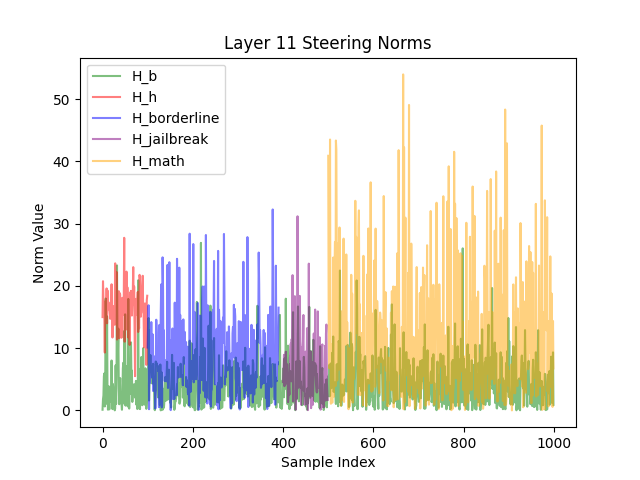 Layer 11 Steering Norms
H_b
H_h
H_borderline
H_jailbreak
H_math
Norm Value
50
40
30
20
10
0
0 200 400 600 800 1000
Sample Index